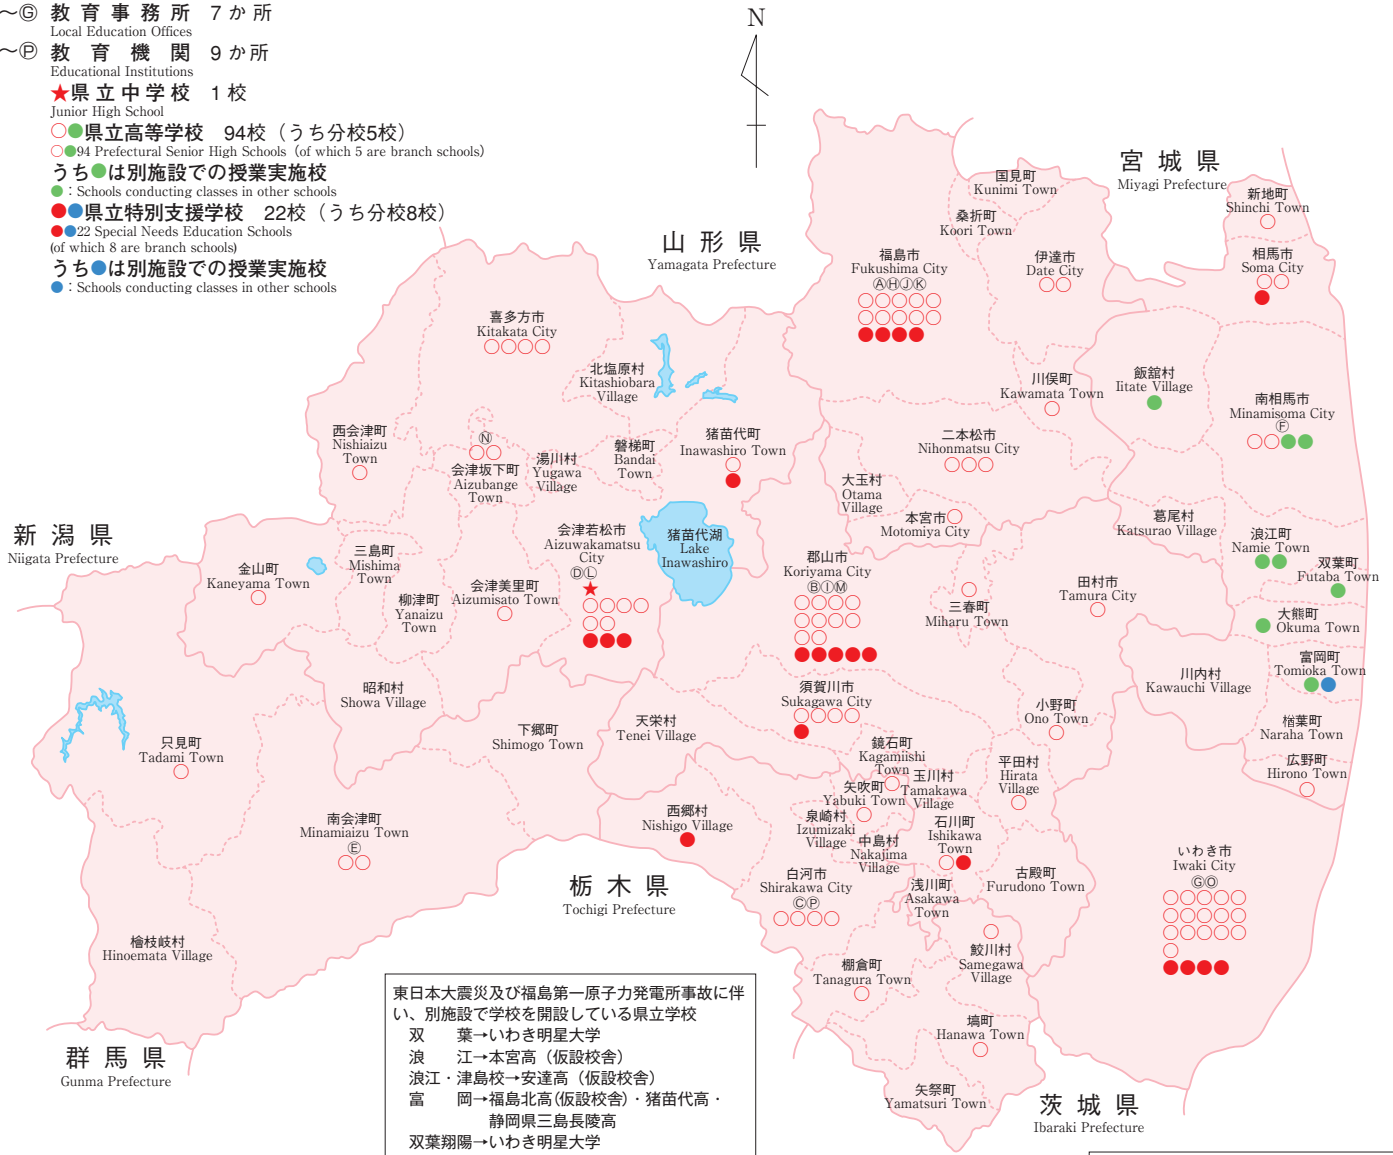 ～Ⓖ 教育事務所 7か所
Local Education Offices
～Ⓟ 教育機関 9か所
Educational Institutions
★県立中学校 1校
Junior High School
○●県立高等学校 94校（うち分校5校）
○●94 Prefectural Senior High Schools (of which 5 are branch schools)
うち●は別施設での授業実施校
●：Schools conducting classes in other schools
●●県立特別支援学校 22校（うち分校8校）
●●22 Special Needs Education Schools
(of which 8 are branch schools)
うち●は別施設での授業実施校
●：Schools conducting classes in other schools
N
宮城県
Miyagi Prefecture
山形県
Yamagata Prefecture
新潟県
Niigata Prefecture
栃木県
Tochigi Prefecture
群馬県
Gunma Prefecture
茨城県
Ibaraki Prefecture
国見町
Kunimi Town
桑折町
Koori Town
新地町
Shinchi Town
相馬市
Soma City
福島市
Fukushima City
ⒶⒽⒿⓀ
伊達市
Date City
喜多方市
Kitakata City
北塩原村
Kitashiobara
Village
川俣町
Kawamata Town
飯舘村
Iitate Village
南相馬市
Minamisoma City
Ⓕ
西会津町
Nishiaizu
Town
Ⓝ
会津坂下町
Aizubange
Town
湯川村
Yugawa
Village
磐梯町
Bandai
Town
猪苗代町
Inawashiro Town
二本松市
Nihonmatsu City
大玉村
Otama
Village
本宮市
Motomiya City
葛尾村
Katsurao Village
浪江町
Namie Town
双葉町
Futaba Town
大熊町
Okuma Town
富岡町
Tomioka Town
金山町
Kaneyama Town
三島町
Mishima
Town
柳津町
Yanaizu
Town
会津美里町
Aizumisato Town
会津若松市
Aizuwakamatsu
City
ⒹⓁ
★
猪苗代湖
Lake
Inawashiro
郡山市
Koriyama City
ⒷⒾⓂ
三春町
Miharu Town
田村市
Tamura City
川内村
Kawauchi Village
昭和村
Showa Village
下郷町
Shimogo Town
天栄村
Tenei Village
須賀川市
Sukagawa City
小野町
Ono Town
楢葉町
Naraha Town
広野町
Hirono Town
只見町
Tadami Town
鏡石町
Kagamiishi
Town
玉川村
Tamakawa
Village
平田村
Hirata
Village
矢吹町
Yabuki Town
南会津町
Minamiaizu Town
Ⓔ
西郷村
Nishigo Village
泉崎村
Izumizaki
Village
中島村
Nakajima
Village
石川町
Ishikawa
Town
古殿町
Furudono Town
いわき市
Iwaki City
ⒼⓄ
白河市
Shirakawa City
ⒸⓅ
浅川町
Asakawa
Town
檜枝岐村
Hinoemata Village
鮫川村
Samegawa
Village
棚倉町
Tanagura Town
塙町
Hanawa Town
矢祭町
Yamatsuri Town
東日本大震災及び福島第一原子力発電所事故に伴
い、別施設で学校を開設している県立学校
双　葉→いわき明星大学
浪　江→本宮高（仮設校舎）
浪江・津島校→安達高（仮設校舎）
富　岡→福島北高(仮設校舎)・猪苗代高・
静岡県三島長陵高
双葉翔陽→いわき明星大学